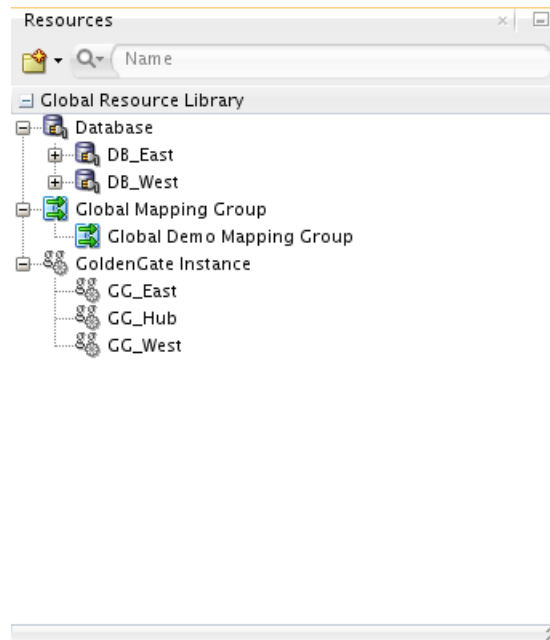 Resources
Name
Global Resource Library
Database
DB_East
DB_West
Global Mapping Group
Global Demo Mapping Group
GoldenGate Instance
GG_East
GG_Hub
GG_West